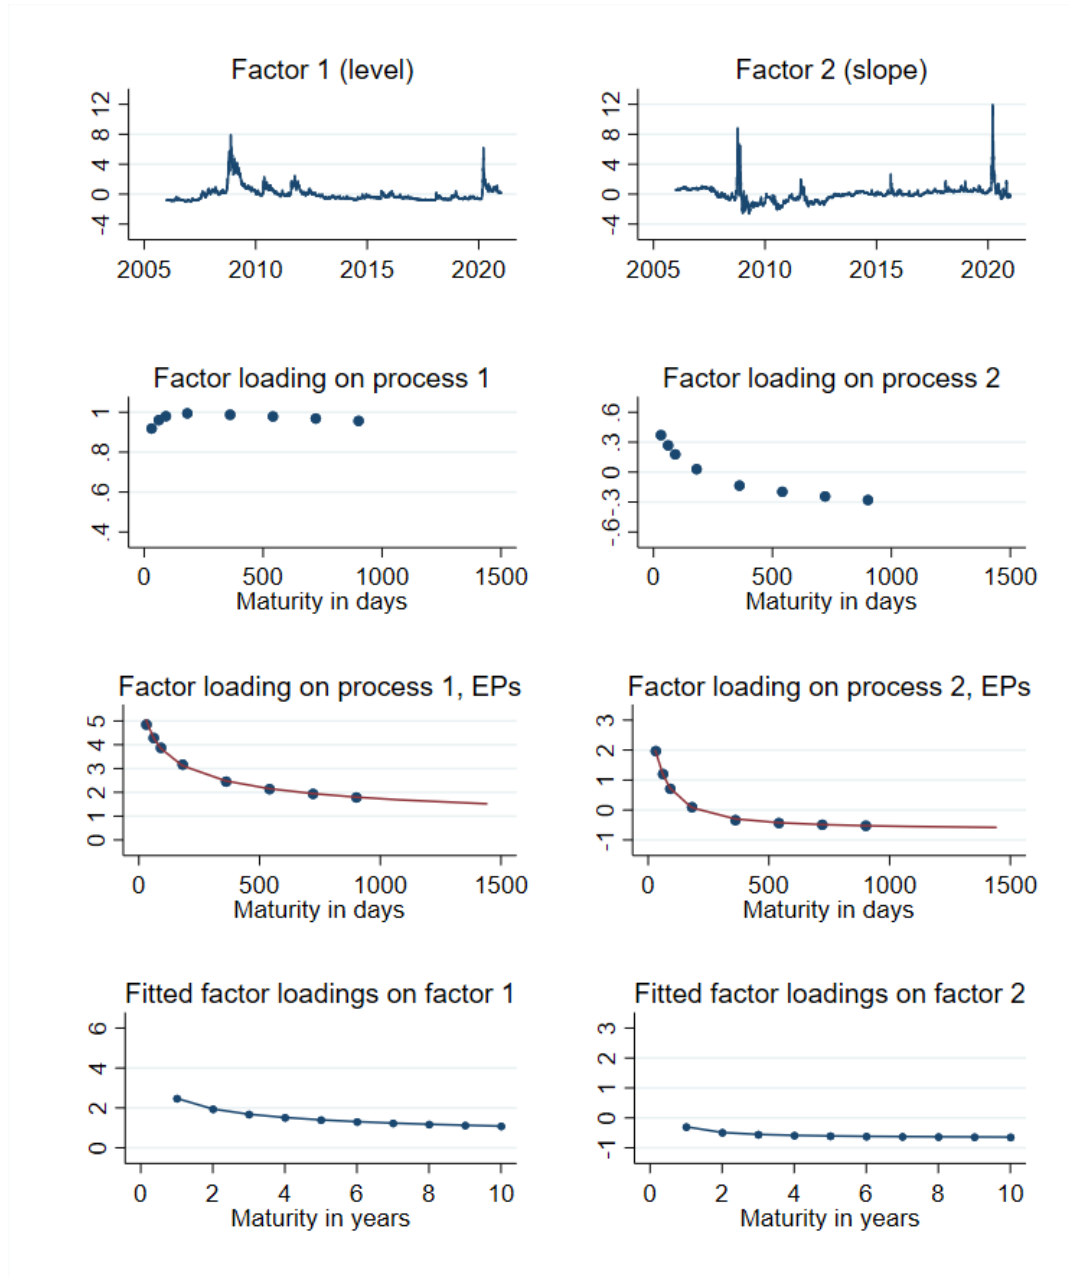 Factor 1 (level)
12
8
4
0
-4
2005 2010 2015 2020
Factor 2 (slope)
12
8
4
0
-4
2005 2010 2015 2020
Factor loading on process 1
1
.8
.6
.4
0 500 1000 1500
Maturity in days
Factor loading on process 2
.6
.3
0
-.3
-.6
0 500 1000 1500
Maturity in days
Factor loading on process 1, EPs
5
4
3
2
1
0
0 500 1000 1500
Maturity in days
Factor loading on process 2, EPs
3
2
1
0
-1
0 500 1000 1500
Maturity in days
Fitted factor loadings on factor 1
6
4
2
0
0 2 4 6 8 10
Maturity in years
Fitted factor loadings on factor 2
3
2
1
0
-1
0 2 4 6 8 10
Maturity in years